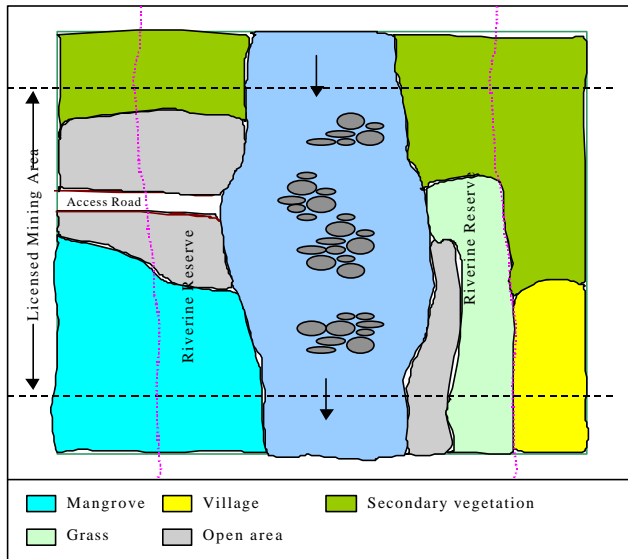 Licensed Mining Area
Access Road
Riverine Reserve
Riverine Reserve
Mangrove
Village
Secondary vegetation
Grass
Open area